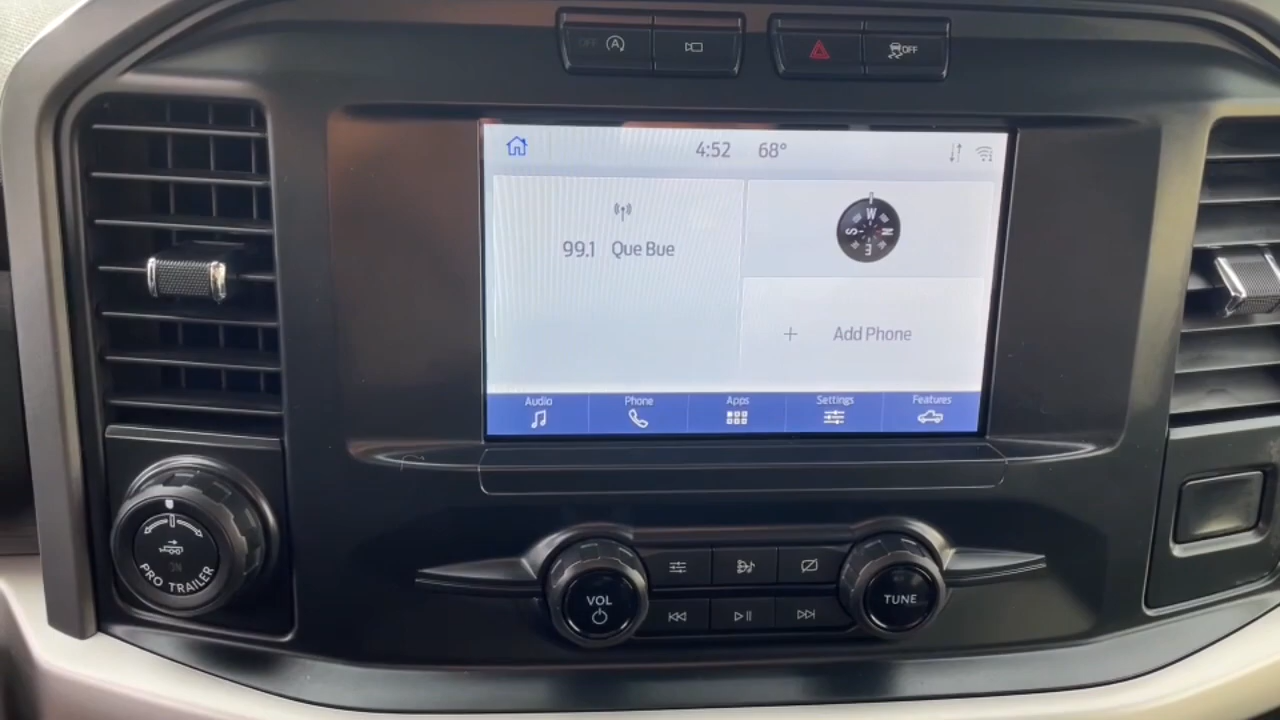 OFF A
OFF
4:52 68°
99.1 Que Bue
W
S N
E
+ Add Phone
Audio Phone Apps Settings Features
PRO TRAILER
VOL
TUNE